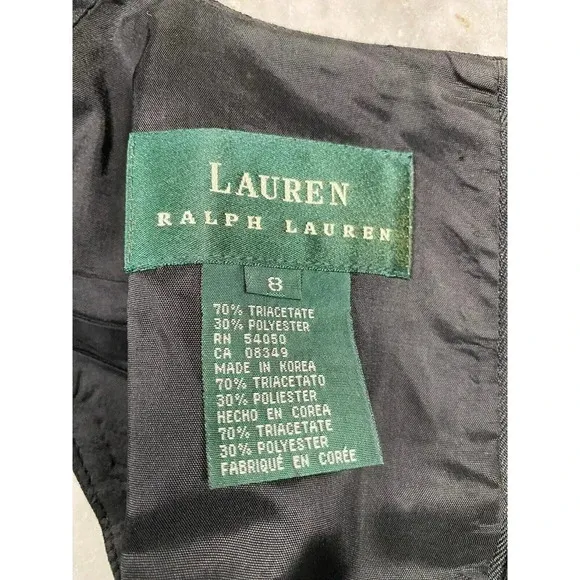 LAUREN
RALPH LAUREN
8
70% TRIACETATE
30% POLYESTER
RN 54050
CA 08349
MADE IN KOREA
70% TRIACETATO
30% POLIESTER
HECHO EN COREA
70% TRIACETATE
30% POLYESTER
FABRIQUÉ EN CORÉE